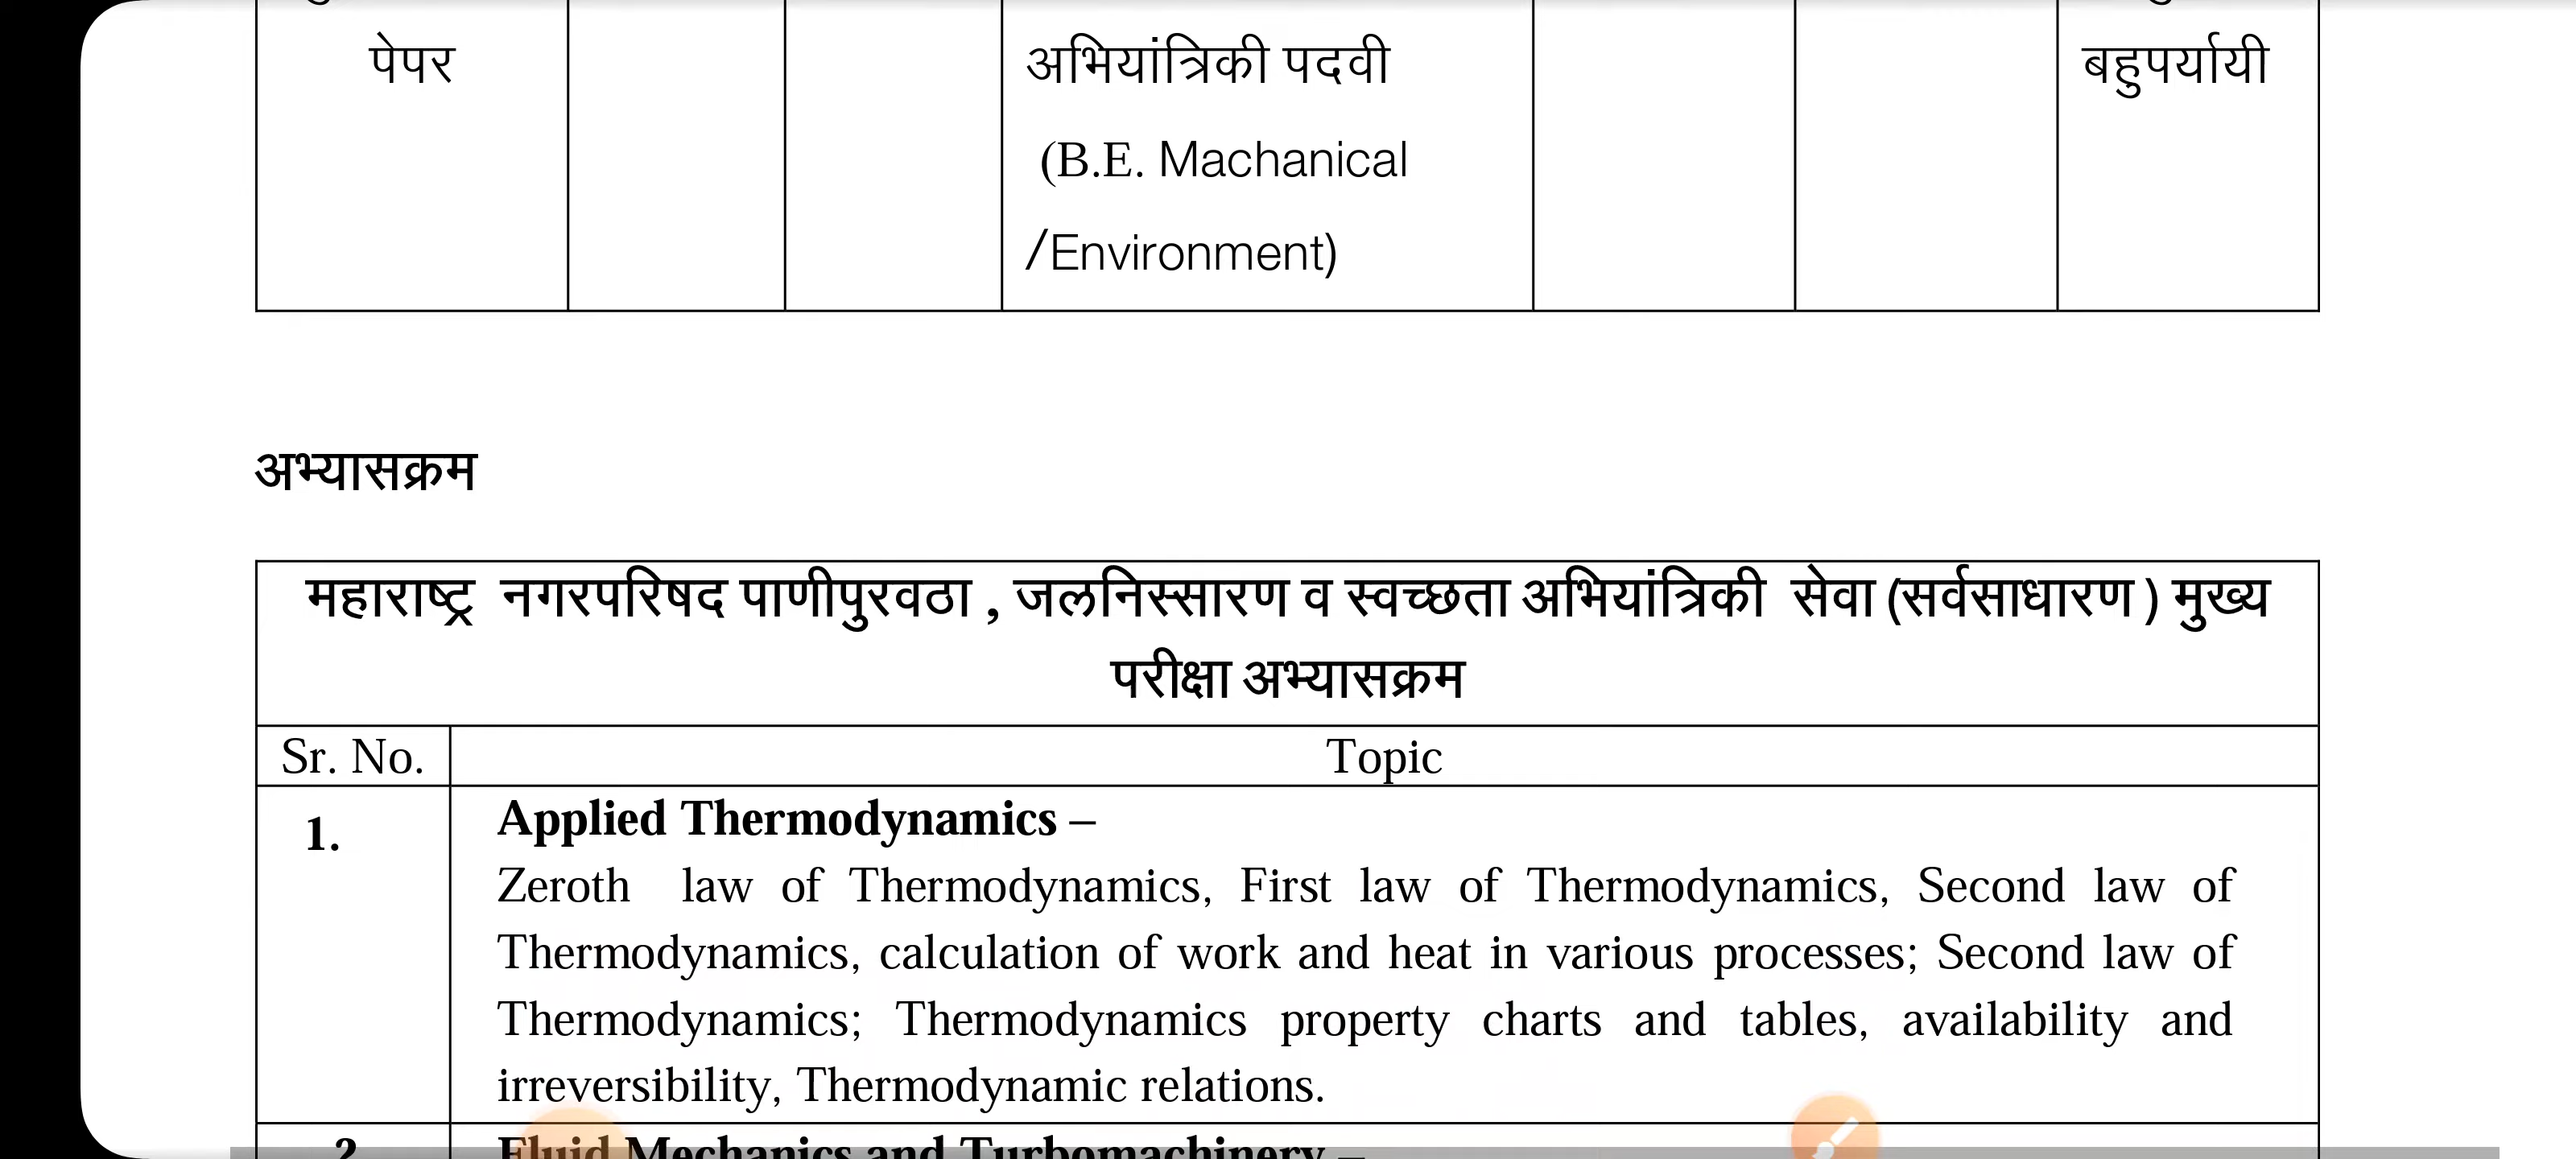 पेपर
अभियांत्रिकी पदवी
बहुपर्यायी
(B.E. Machanical
/Environment)
अभ्यासक्रम
महाराष्ट्र नगरपरिषद पाणीपुरवठा , जलनिस्सारण व स्वच्छता अभियांत्रिकी सेवा (सर्वसाधारण ) मुख्य
परीक्षा अभ्यासक्रम
Sr. No. Topic
1. Applied Thermodynamics –
Zeroth law of Thermodynamics, First law of Thermodynamics, Second law of
Thermodynamics, calculation of work and heat in various processes; Second law of
Thermodynamics; Thermodynamics property charts and tables, availability and
irreversibility, Thermodynamic relations.
2 Fluid Mechanics and Turbomachinery –